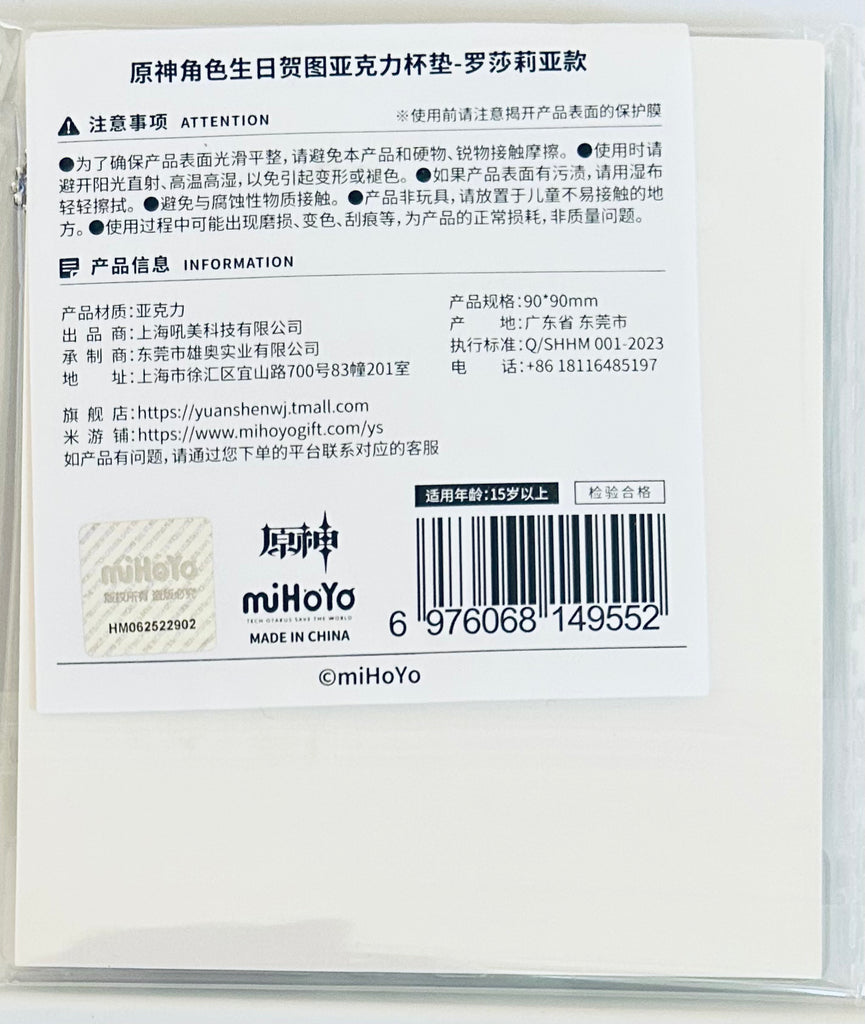 原神角色生日贺图亚克力杯垫-罗莎莉亚款
注意事项 ATTENTION
※使用前请注意揭开产品表面的保护膜
●为了确保产品表面光滑平整,请避免本产品和硬物、锐物接触摩擦。●使用时请
避开阳光直射、高温高湿,以免引起变形或褪色。●如果产品表面有污渍,请用湿布
轻轻擦拭。●避免与腐蚀性物质接触。●产品非玩具,请放置于儿童不易接触的地
方。●使用过程中可能出现磨损、变色、刮痕等,为产品的正常损耗,非质量问题。
产品信息 INFORMATION
产品材质:亚克力
出品商:上海吼美科技有限公司
承制商:东莞市雄奥实业有限公司
地址:上海市徐汇区宜山路700号83幢201室
产品规格:90*90mm
产地:广东省 东莞市
执行标准:Q/SHHM 001-2023
电话:+86 18116485197
旗舰店:https://yuanshenwj.tmall.com
米游铺:https://www.mihoyogift.com/ys
如产品有问题,请通过您下单的平台联系对应的客服
适用年龄:15岁以上
检验合格
miHoYo
版权所有 盗版必究
HM062522902
原神
miHoYo
TECH OTAKUS SAVE THE WORLD
MADE IN CHINA
6 976068 149552
©miHoYo